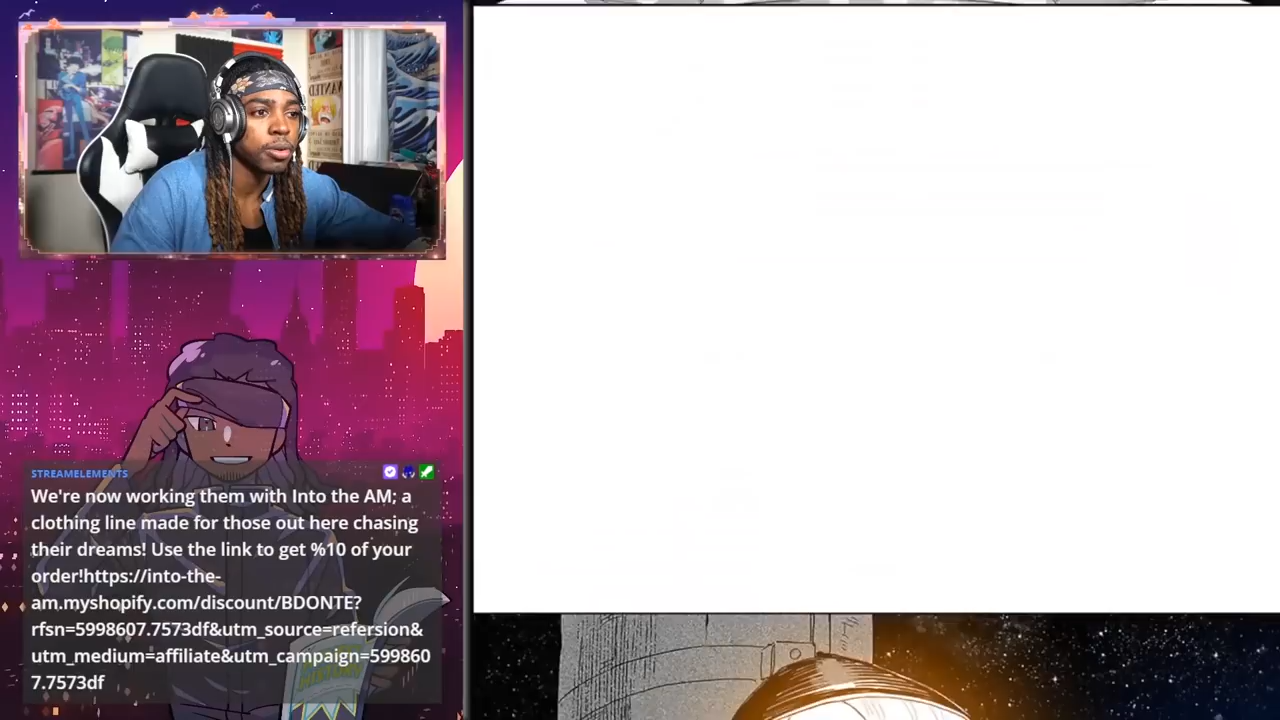 WANTED
STREAMELEMENTS
We're now working them with Into the AM; a
clothing line made for those out here chasing
their dreams! Use the link to get %10 of your
order!https://into-the-
am.myshopify.com/discount/BDONTE?
rfsn=5998607.7573df&utm_source=refersion&
utm_medium=affiliate&utm_campaign=599860
7.7573df